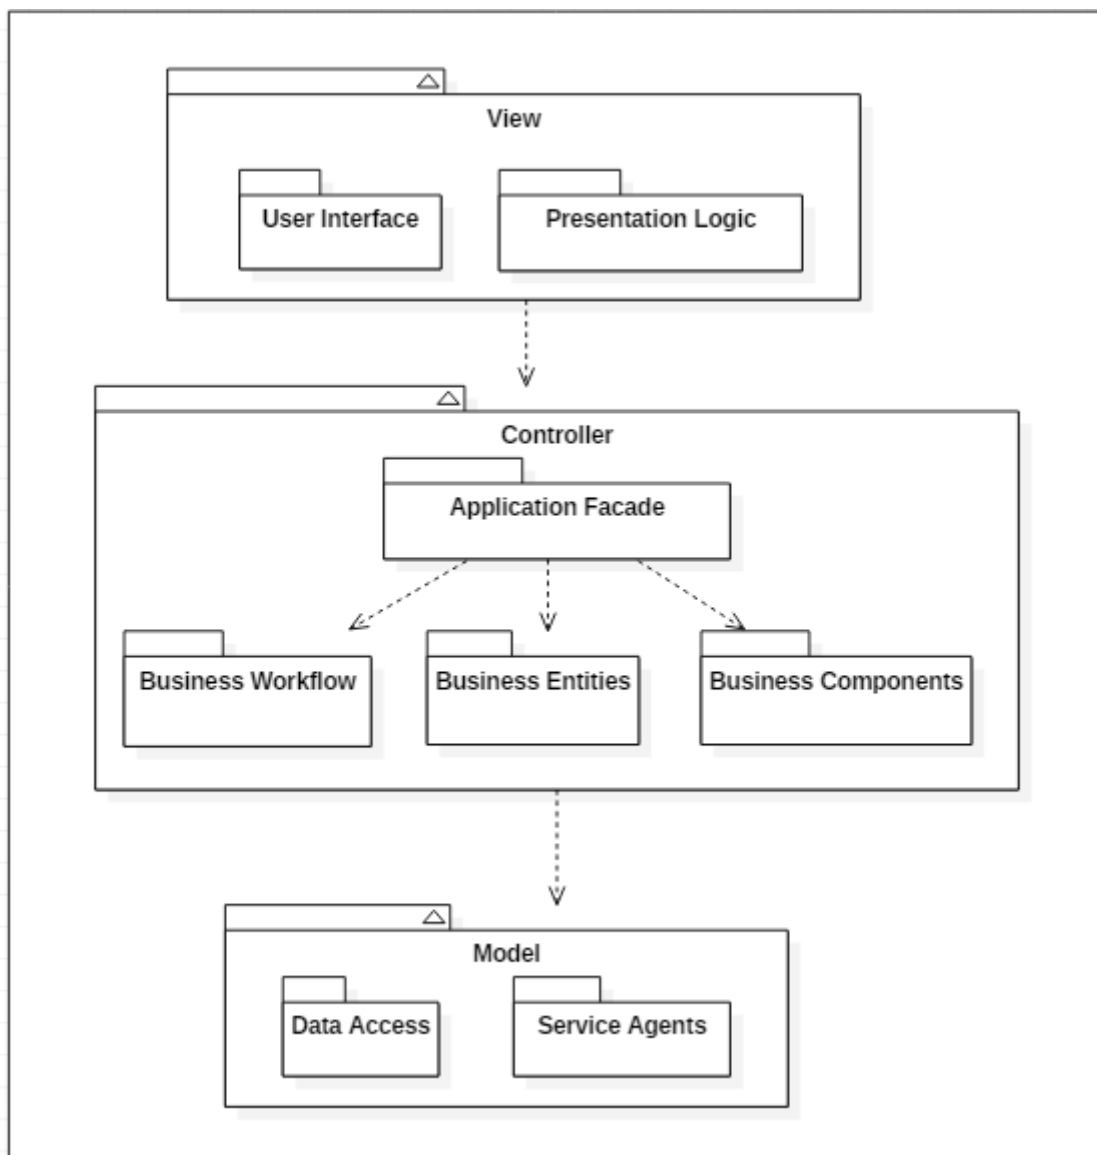 View
User Interface
Presentation Logic
Controller
Application Facade
Business Workflow
Business Entities
Business Components
Model
Data Access
Service Agents